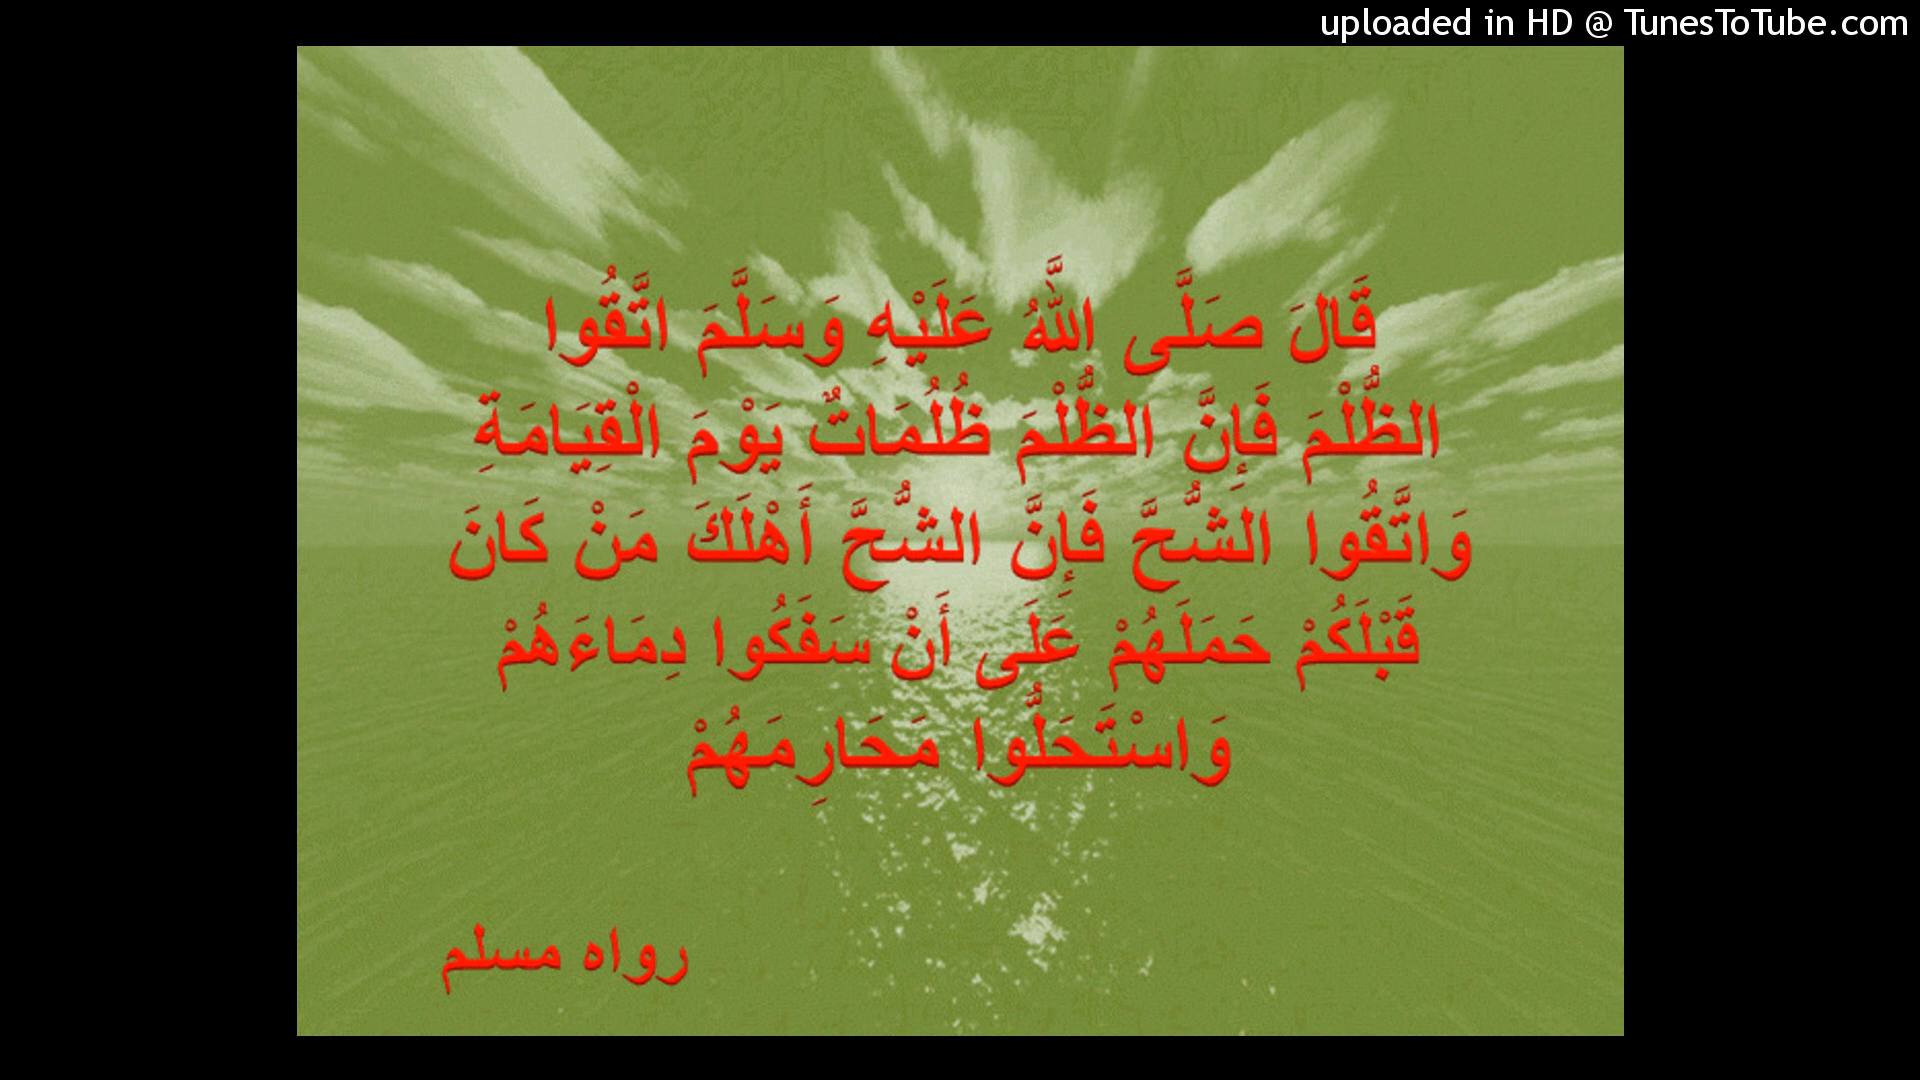 uploaded in HD @ TunesToTube.com
قَالَ صَلَّى اللَّهُ عَلَيْهِ وَسَلَّمَ اتَّقُوا
الظُّلْمَ فَإِنَّ الظُّلْمَ ظُلُمَاتٌ يَوْمَ الْقِيَامَةِ
وَاتَّقُوا الشُّحَّ فَإِنَّ الشُّحَّ أَهْلَكَ مَنْ كَانَ
قَبْلَكُمْ حَمَلَهُمْ عَلَى أَنْ سَفَكُوا دِمَاءَهُمْ
وَاسْتَحَلُّوا مَحَارِمَهُمْ
رواه مسلم